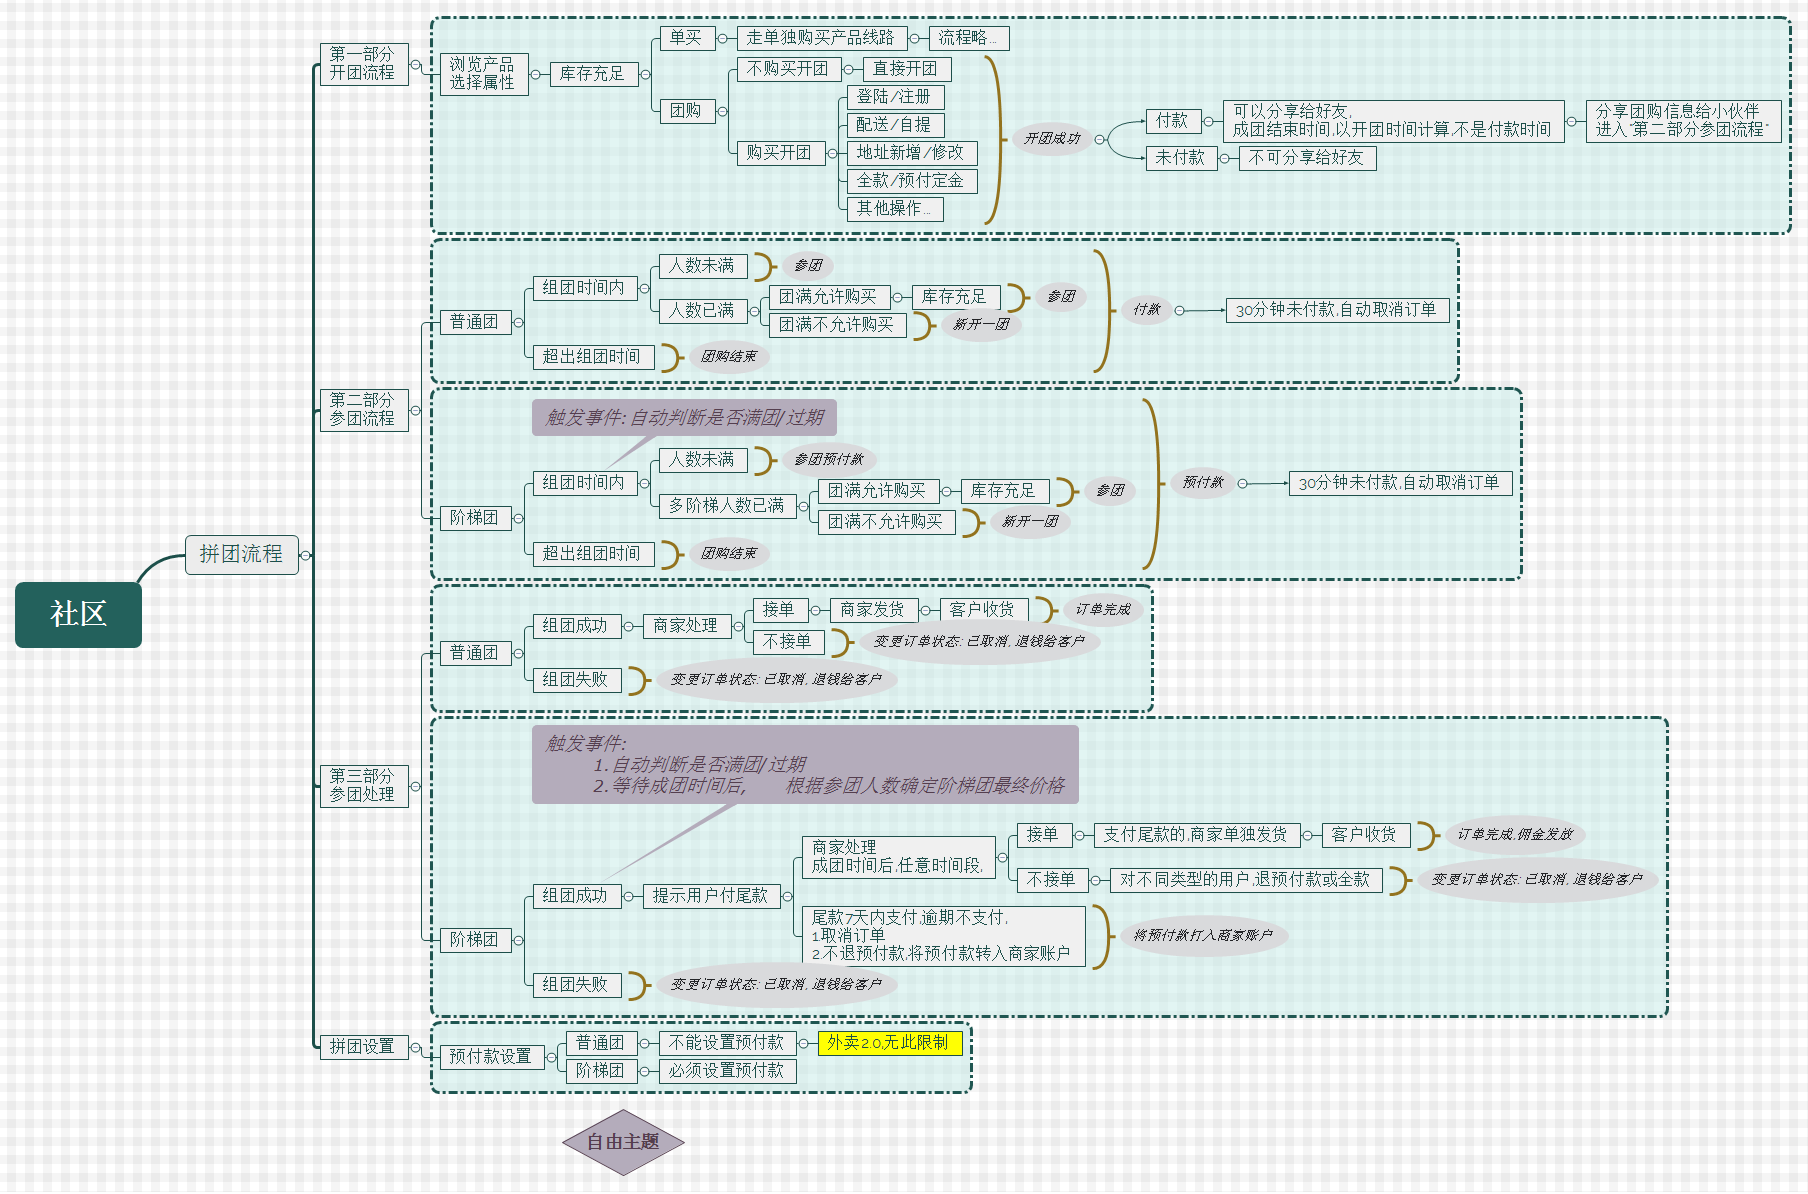 社区
拼团流程
第一部分
开团流程
浏览产品
选择属性
库存充足
单买
走单独购买产品线路
流程略...
团购
不购买开团
直接开团
购买开团
登陆/注册
配送/自提
地址新增/修改
全款/预付定金
其他操作...
开团成功
付款
可以分享给好友,
成团结束时间,以开团时间计算,不是付款时间
分享团购信息给小伙伴
进入“第二部分参团流程”
未付款
不可分享给好友
第二部分
参团流程
普通团
组团时间内
人数未满
参团
人数已满
团满允许购买
库存充足
参团
团满不允许购买
新开一团
超出组团时间
团购结束
付款
30分钟未付款,自动取消订单
阶梯团
触发事件:自动判断是否满团/过期
组团时间内
人数未满
参团预付款
多阶梯人数已满
团满允许购买
库存充足
参团
团满不允许购买
新开一团
超出组团时间
团购结束
预付款
30分钟未付款,自动取消订单
第三部分
参团处理
普通团
组团成功
商家处理
接单
商家发货
客户收货
订单完成
不接单
变更订单状态: 已取消, 退钱给客户
组团失败
变更订单状态: 已取消, 退钱给客户
阶梯团
触发事件:
1.自动判断是否满团/过期
2.等待成团时间后, 根据参团人数确定阶梯团最终价格
组团成功
提示用户付尾款
商家处理
成团时间后,任意时间段,
接单
支付尾款的,商家单独发货
客户收货
订单完成,佣金发放
不接单
对不同类型的用户,退预付款或全款
变更订单状态: 已取消, 退钱给客户
尾款7天内支付,逾期不支付,
1.取消订单
2.不退预付款,将预付款转入商家账户
将预付款打入商家账户
组团失败
变更订单状态: 已取消, 退钱给客户
拼团设置
预付款设置
普通团
不能设置预付款
外卖2.0,无此限制
阶梯团
必须设置预付款
自由主题